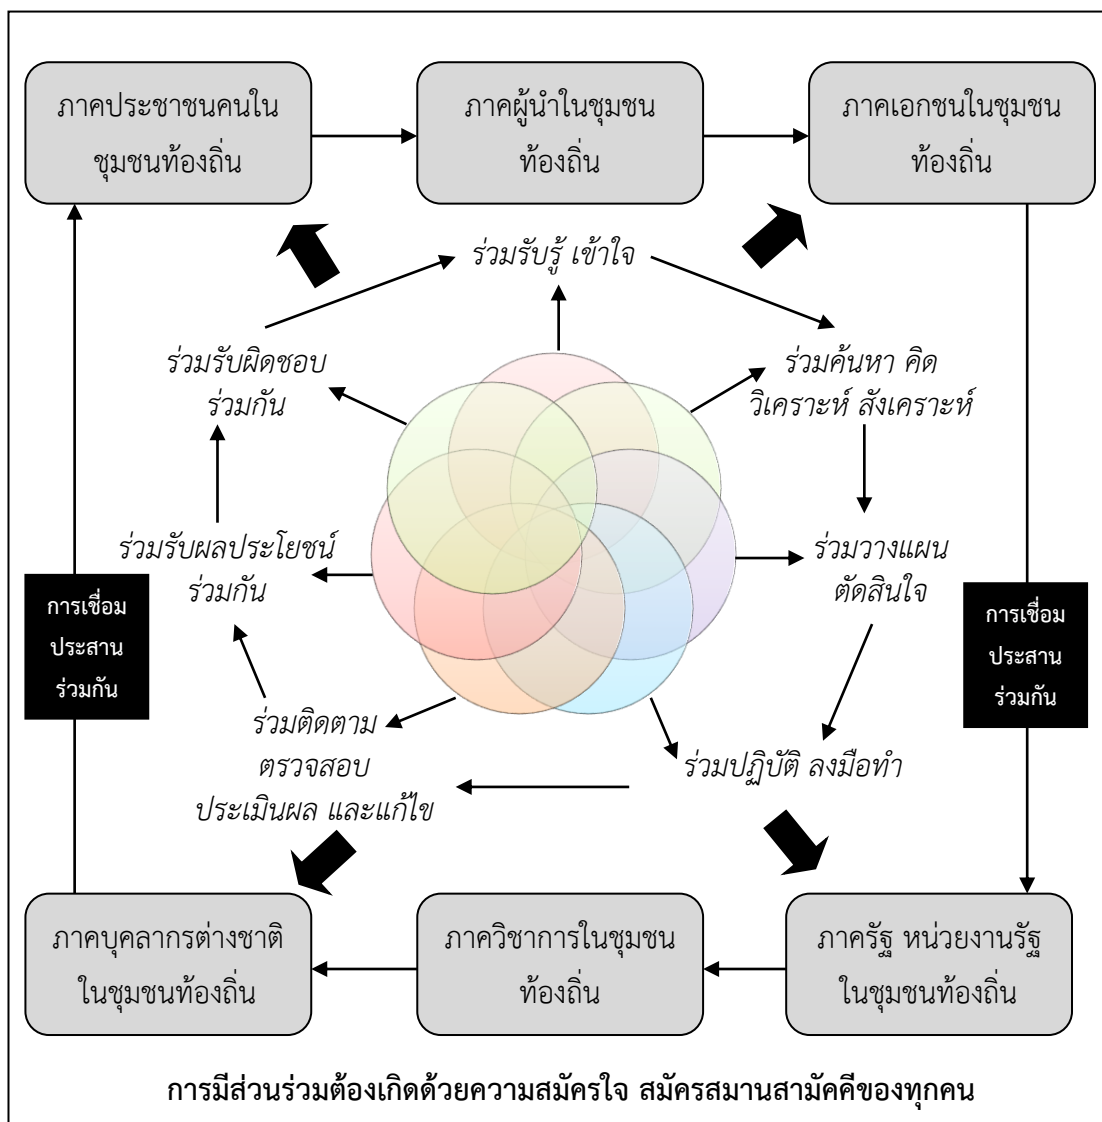 ภาคประชาชนคนใน
ชุมชนท้องถิ่น
ภาคผู้นำในชุมชน
ท้องถิ่น
ภาคเอกชนในชุมชน
ท้องถิ่น
ร่วมรับรู้ เข้าใจ
ร่วมรับผิดชอบ
ร่วมกัน
ร่วมค้นหา คิด
วิเคราะห์ สังเคราะห์
ร่วมรับผลประโยชน์
ร่วมกัน
ร่วมวางแผน
ตัดสินใจ
การเชื่อม
ประสาน
ร่วมกัน
การเชื่อม
ประสาน
ร่วมกัน
ร่วมติดตาม
ตรวจสอบ
ประเมินผล และแก้ไข
ร่วมปฏิบัติ ลงมือทำ
ภาคบุคลากรต่างชาติ
ในชุมชนท้องถิ่น
ภาควิชาการในชุมชน
ท้องถิ่น
ภาครัฐ หน่วยงานรัฐ
ในชุมชนท้องถิ่น
การมีส่วนร่วมต้องเกิดด้วยความสมัครใจ สมัครสมานสามัคคีของทุกคน